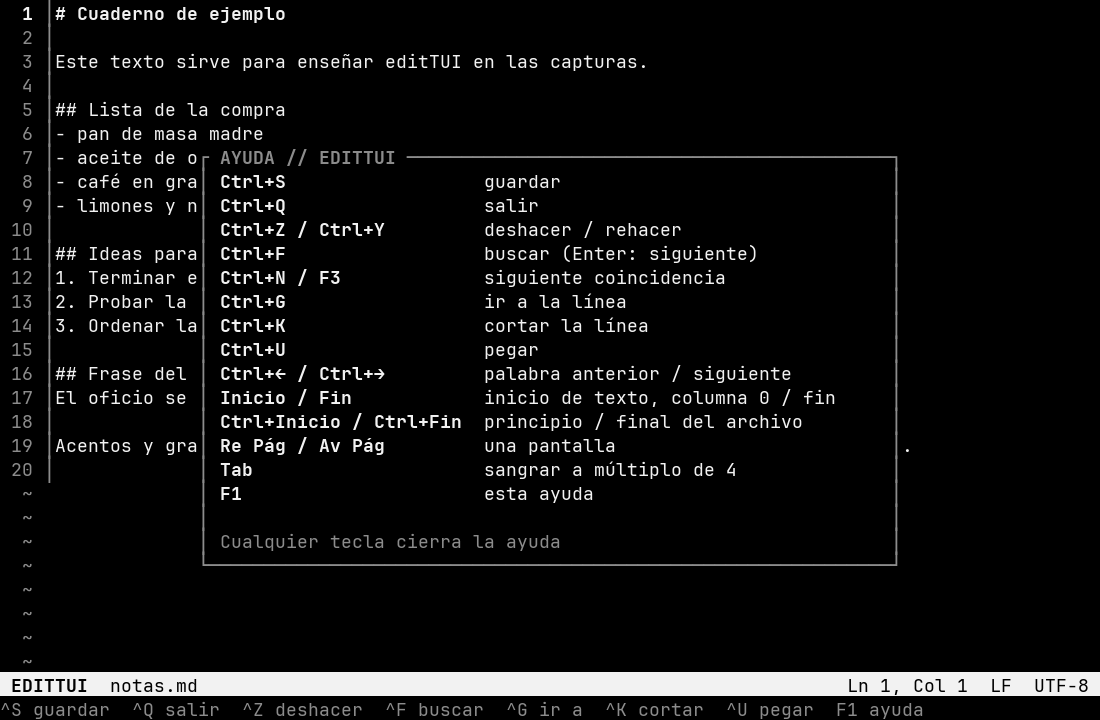 1 # Cuaderno de ejemplo
2
3 Este texto sirve para enseñar editTUI en las capturas.
4
5 ## Lista de la compra
6 - pan de masa madre
7 - aceite de o AYUDA // EDITTUI
8 - café en gra Ctrl+S guardar
9 - limones y n Ctrl+Q salir
10 Ctrl+Z / Ctrl+Y deshacer / rehacer
11 ## Ideas para Ctrl+F buscar (Enter: siguiente)
12 1. Terminar e Ctrl+N / F3 siguiente coincidencia
13 2. Probar la Ctrl+G ir a la línea
14 3. Ordenar la Ctrl+K cortar la línea
15 Ctrl+U pegar
16 ## Frase del Ctrl+← / Ctrl+→ palabra anterior / siguiente
17 El oficio se Inicio / Fin inicio de texto, columna 0 / fin
18 Ctrl+Inicio / Ctrl+Fin principio / final del archivo
19 Acentos y gra Re Pág / Av Pág una pantalla .
20 Tab sangrar a múltiplo de 4
~ F1 esta ayuda
~
~ Cualquier tecla cierra la ayuda
~
~
~
~
~
EDITTUI notas.md Ln 1, Col 1 LF UTF-8
^S guardar ^Q salir ^Z deshacer ^F buscar ^G ir a ^K cortar ^U pegar F1 ayuda